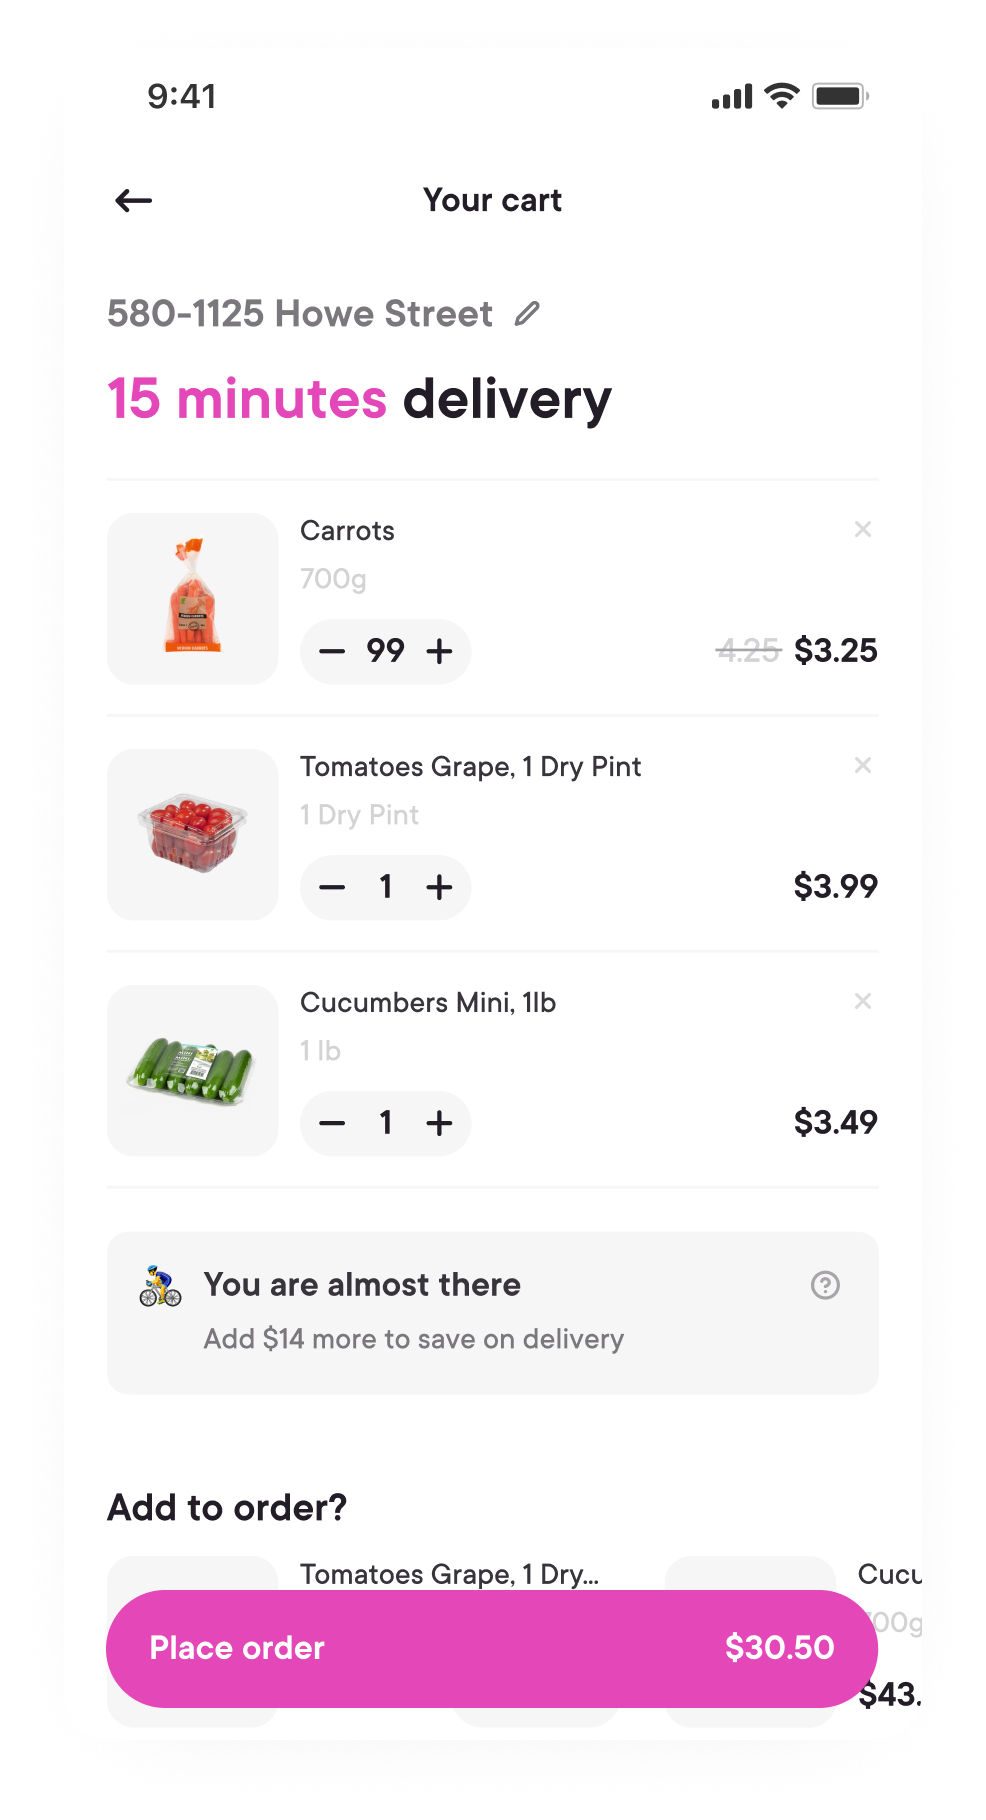 9:41
Your cart
580-1125 Howe Street
15 minutes delivery
Carrots
700g
99
4.25 $3.25
Tomatoes Grape, 1 Dry Pint
1 Dry Pint
1
$3.99
Cucumbers Mini, 1lb
1 lb
1
$3.49
You are almost there
Add $14 more to save on delivery
Add to order?
Tomatoes Grape, 1 Dry...
Cucu
00g
$43.
Place order $30.50